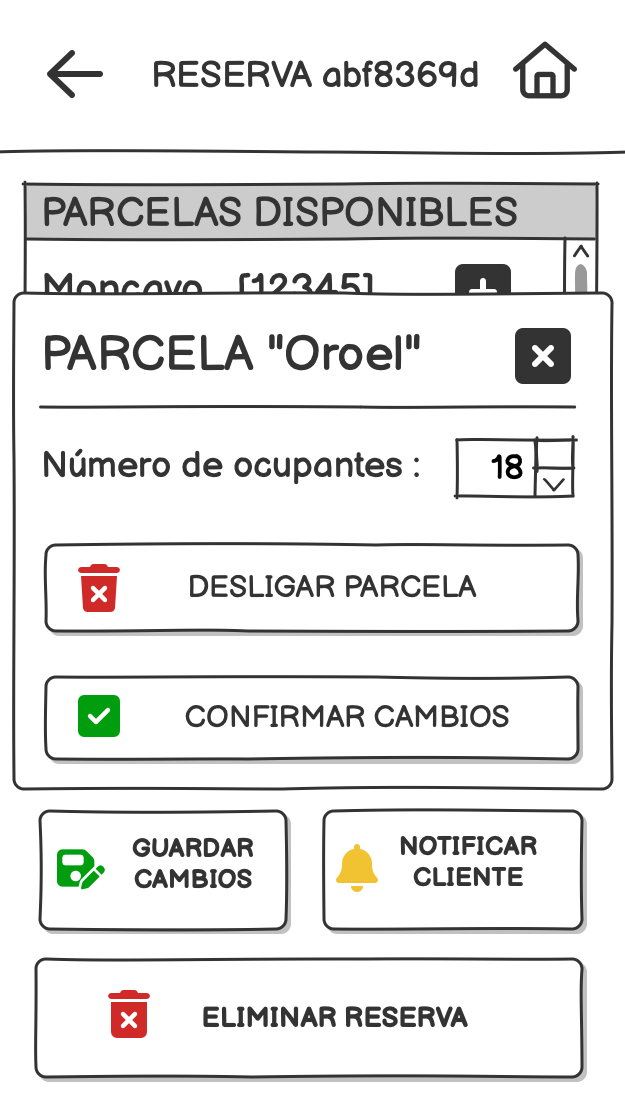 RESERVA abf8369d
PARCELAS DISPONIBLES
Moncayo [12345]
PARCELA "Oroel"
Número de ocupantes : 18
DESLIGAR PARCELA
CONFIRMAR CAMBIOS
GUARDAR
CAMBIOS
NOTIFICAR
CLIENTE
ELIMINAR RESERVA